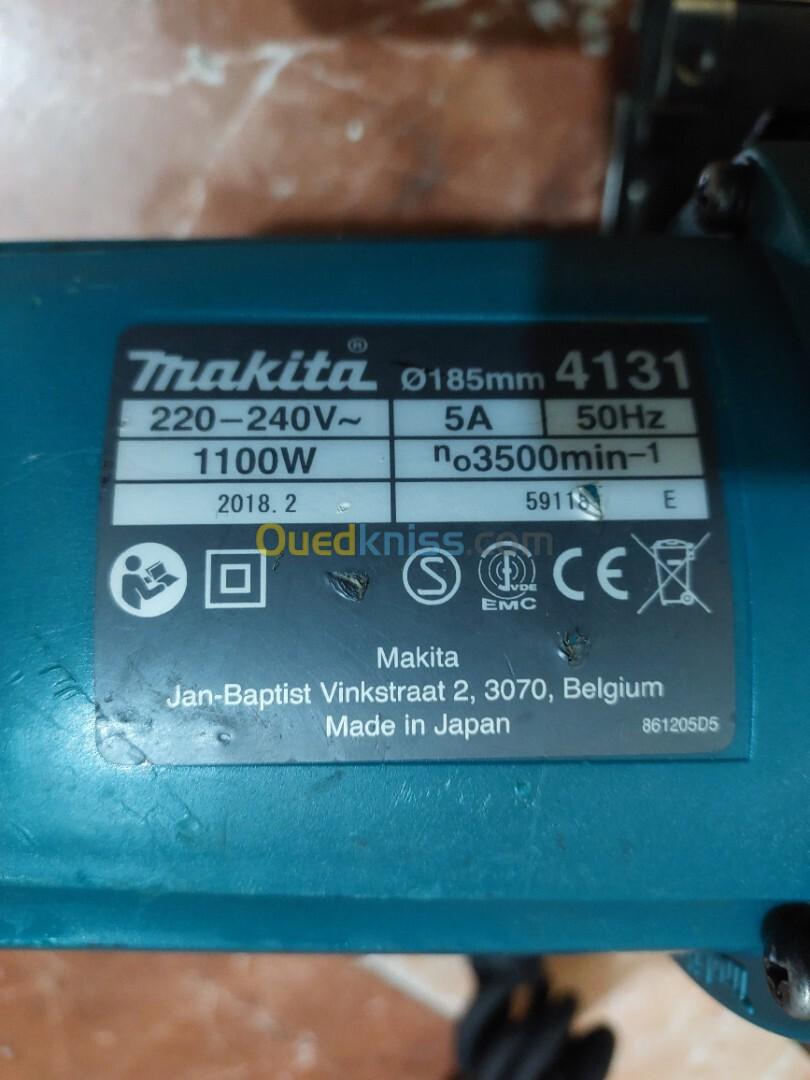 makita® Ø185mm 4131
220-240V~ 5A 50Hz
1100W no3500min-1
2018.2 E
Ouedkniss.com
S VDE CE
EMC
Makita
Jan-Baptist Vinkstraat 2, 3070, Belgium
Made in Japan 861205D5